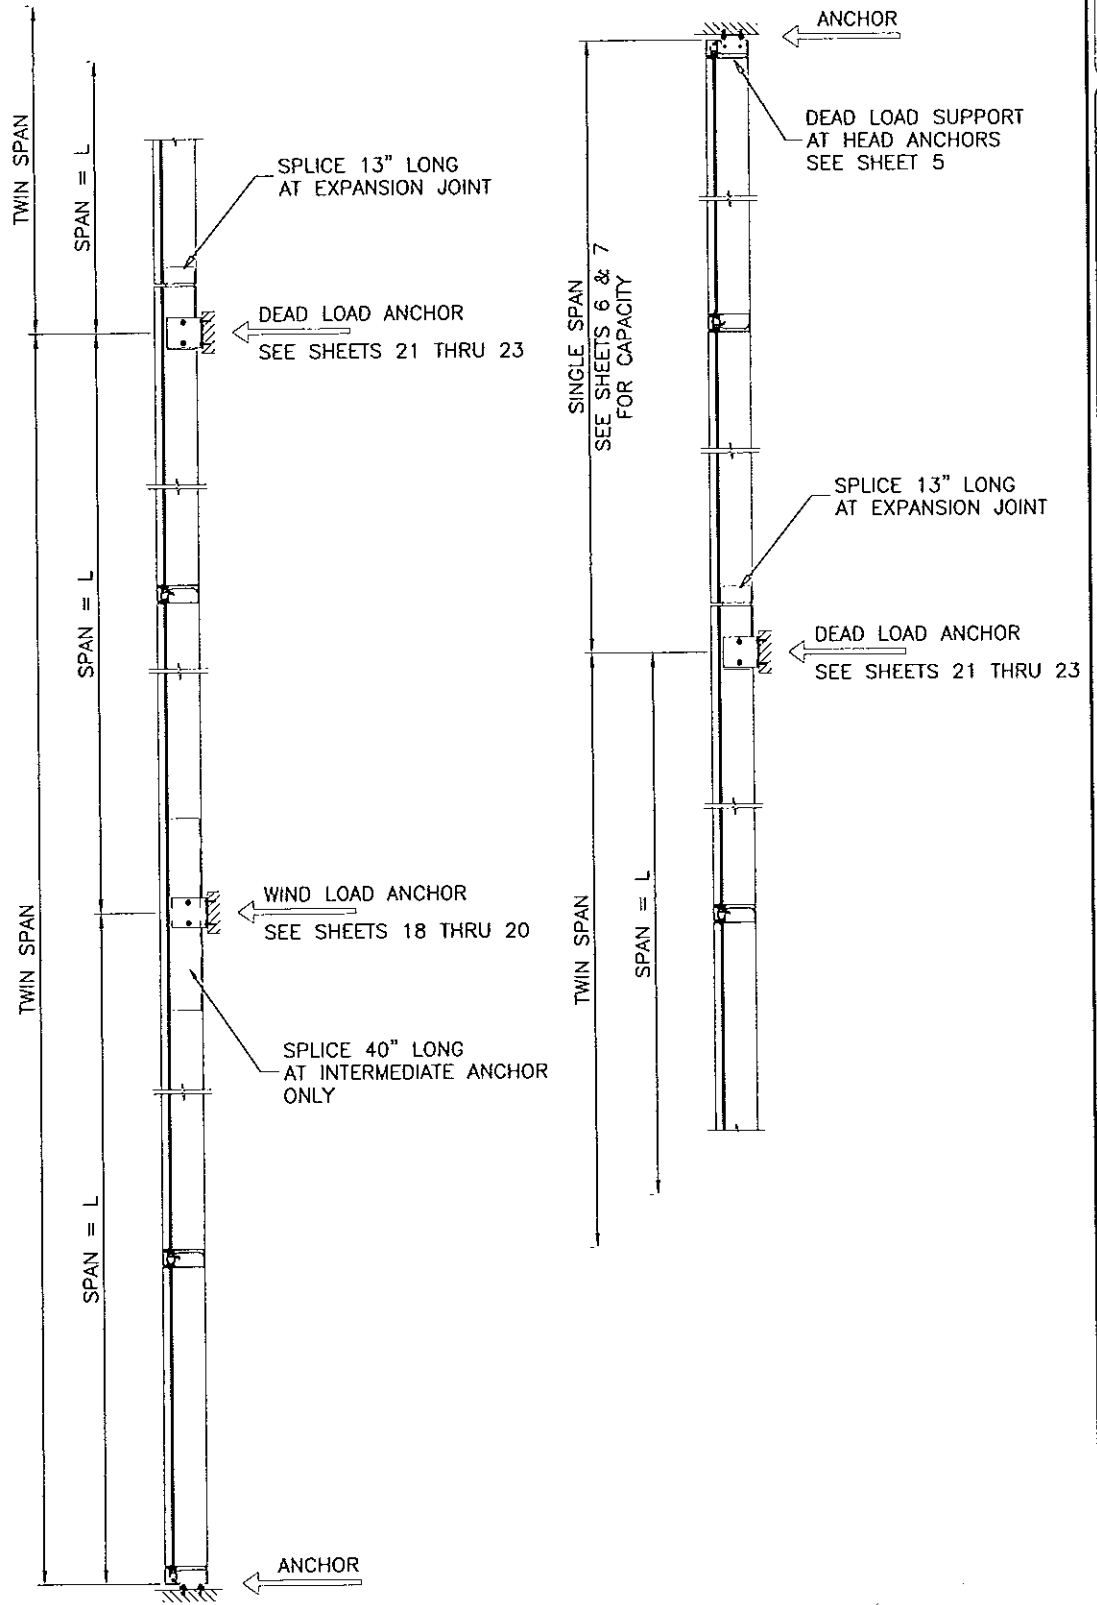 TWIN SPAN
SPAN = L
SPLICE 13" LONG
AT EXPANSION JOINT
DEAD LOAD ANCHOR
SEE SHEETS 21 THRU 23
SPAN = L
TWIN SPAN
WIND LOAD ANCHOR
SEE SHEETS 18 THRU 20
SPLICE 40" LONG
AT INTERMEDIATE ANCHOR
ONLY
SPAN = L
ANCHOR
ANCHOR
DEAD LOAD SUPPORT
AT HEAD ANCHORS
SEE SHEET 5
SINGLE SPAN
SEE SHEETS 6 & 7
FOR CAPACITY
SPLICE 13" LONG
AT EXPANSION JOINT
DEAD LOAD ANCHOR
SEE SHEETS 21 THRU 23
TWIN SPAN
SPAN = L